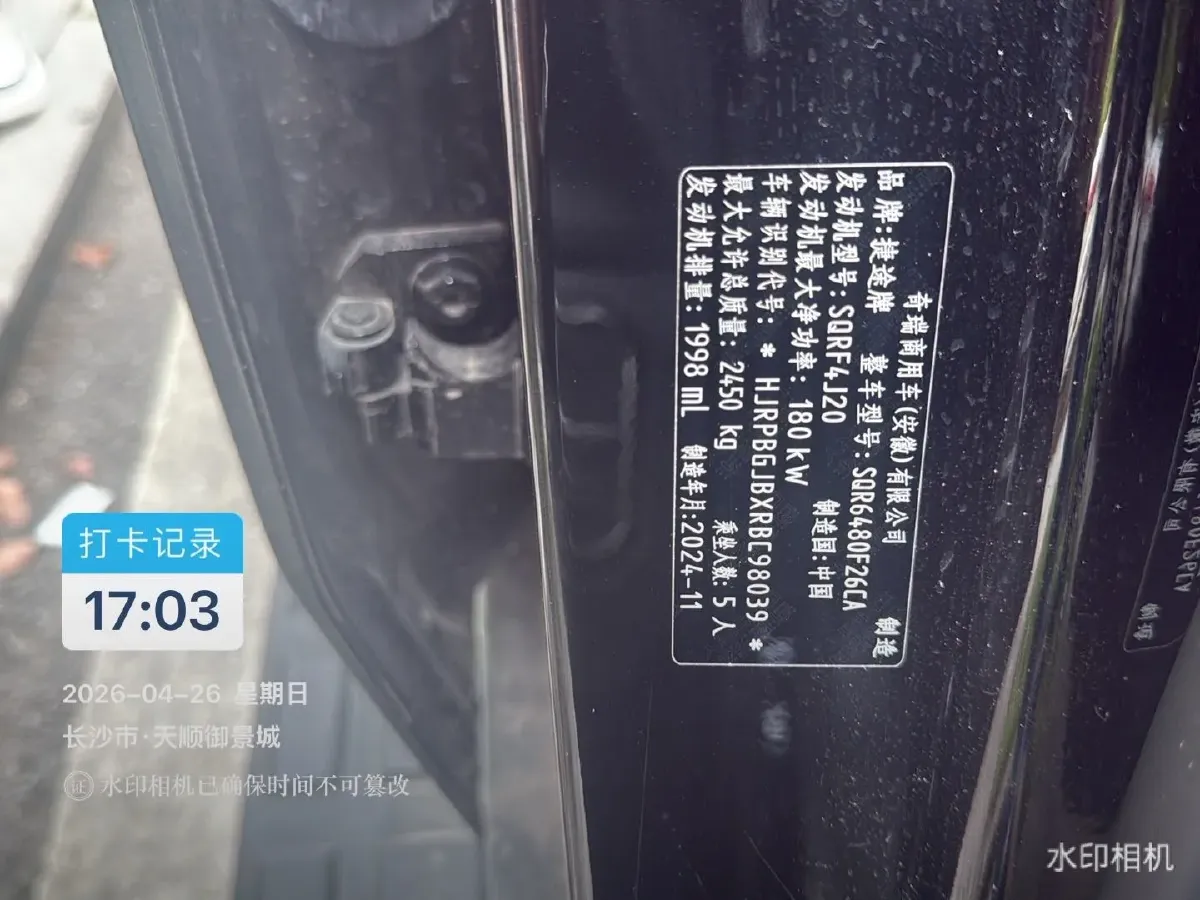 奇瑞商用车(安徽)有限公司 制造
品牌:捷途牌 整车型号:SQR6480F26CA
发动机型号:SQRF4J20 制造国:中国
发动机最大净功率:180kW
车辆识别代号:* HJRPBGJBXRBC98039 *
最大允许总质量:2450 kg 乘坐人数:5人
发动机排量:1998 mL 制造年月:2024-11
打卡记录
17:03
2026-04-26 星期日
长沙市·天顺御景城
证 水印相机已确保时间不可篡改
水印相机